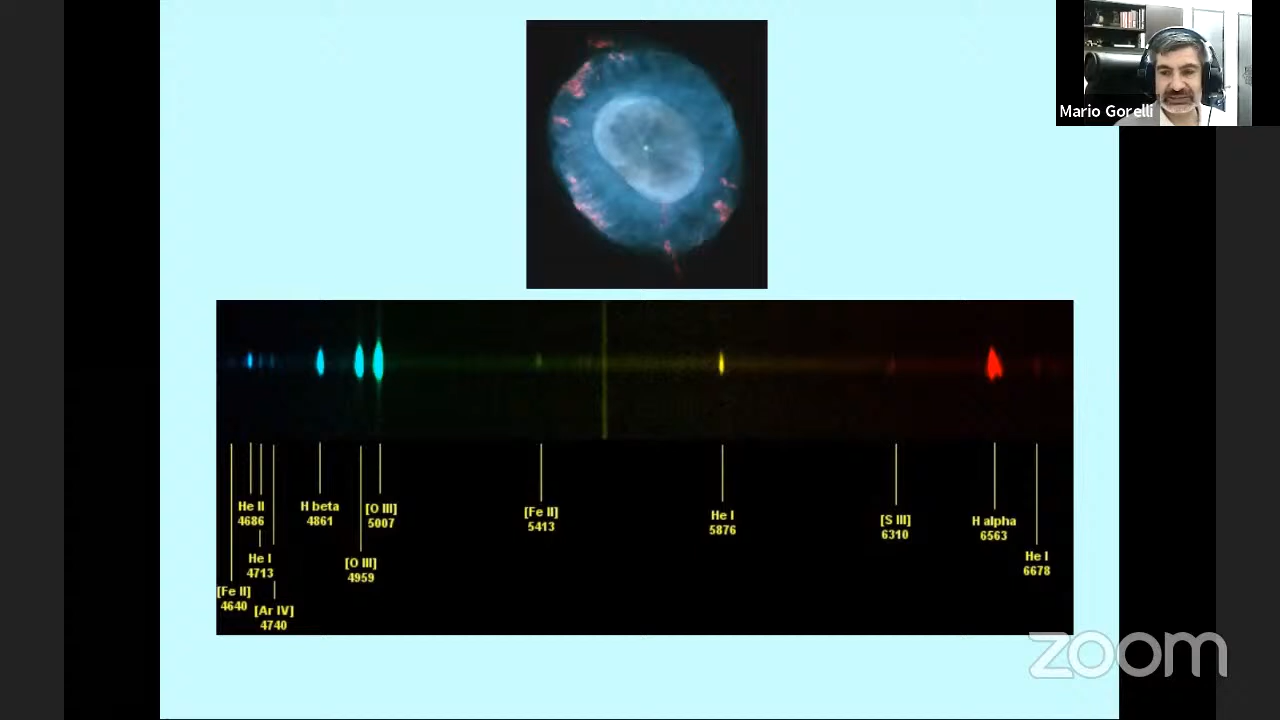 Mario Gorelli
He II
4686
H beta
4861
[O III]
5007
[Fe II]
5413
He I
5876
[S III]
6310
H alpha
6563
He I
6678
He I
4713
[O III]
4959
[Fe II]
4640
[Ar IV]
4740
zoom